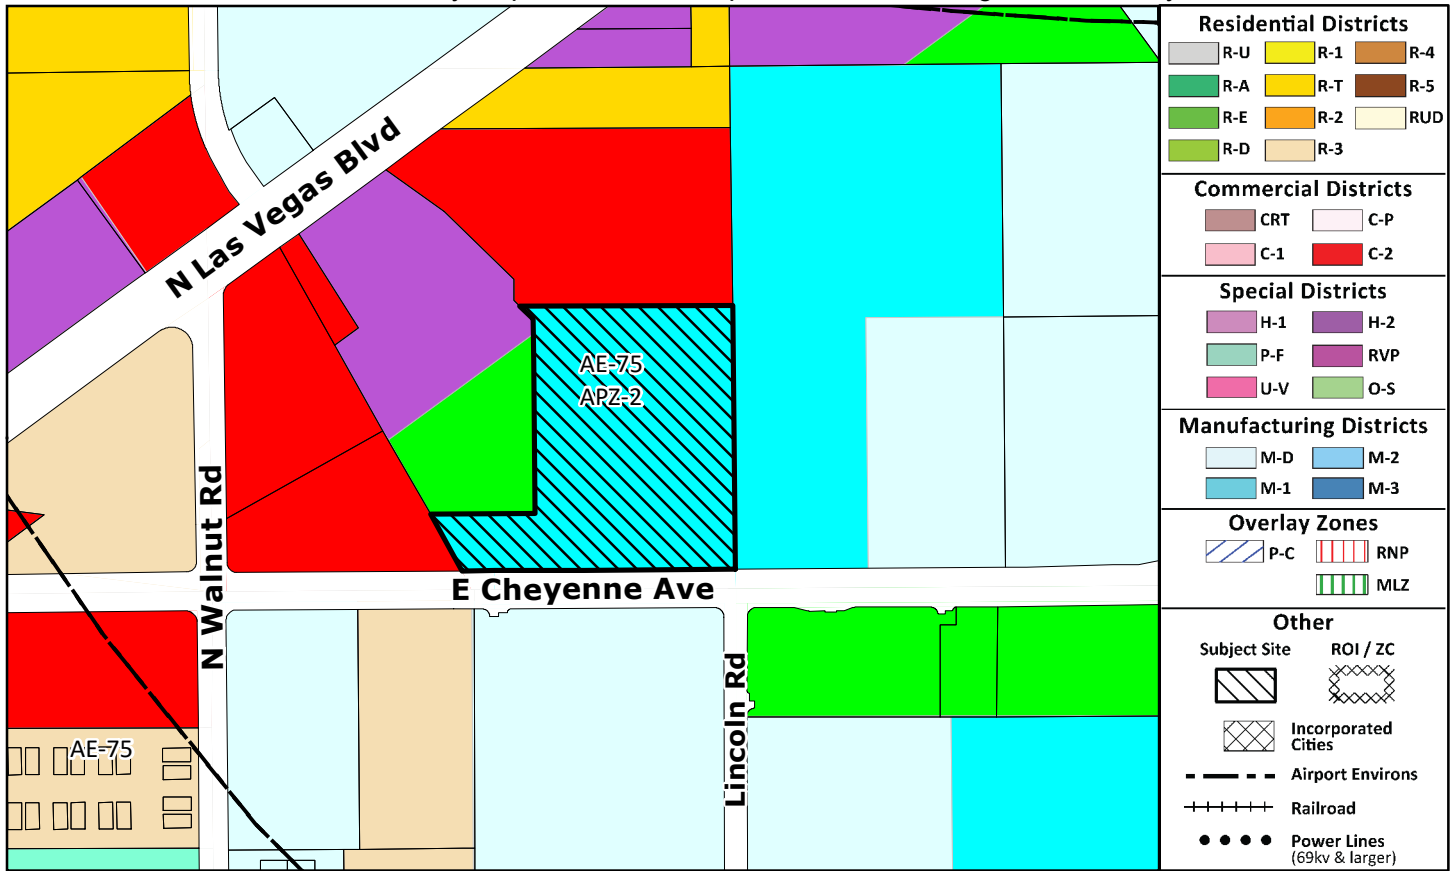 N Las Vegas Blvd
AE-75
APZ-2
N Walnut Rd
E Cheyenne Ave
Lincoln Rd
AE-75
Residential Districts
R-U R-1 R-4
R-A R-T R-5
R-E R-2 RUD
R-D R-3
Commercial Districts
CRT C-P
C-1 C-2
Special Districts
H-1 H-2
P-F RVP
U-V O-S
Manufacturing Districts
M-D M-2
M-1 M-3
Overlay Zones
P-C RNP
MLZ
Other
Subject Site ROI / ZC
Incorporated
Cities
Airport Environs
Railroad
Power Lines
(69kv & larger)